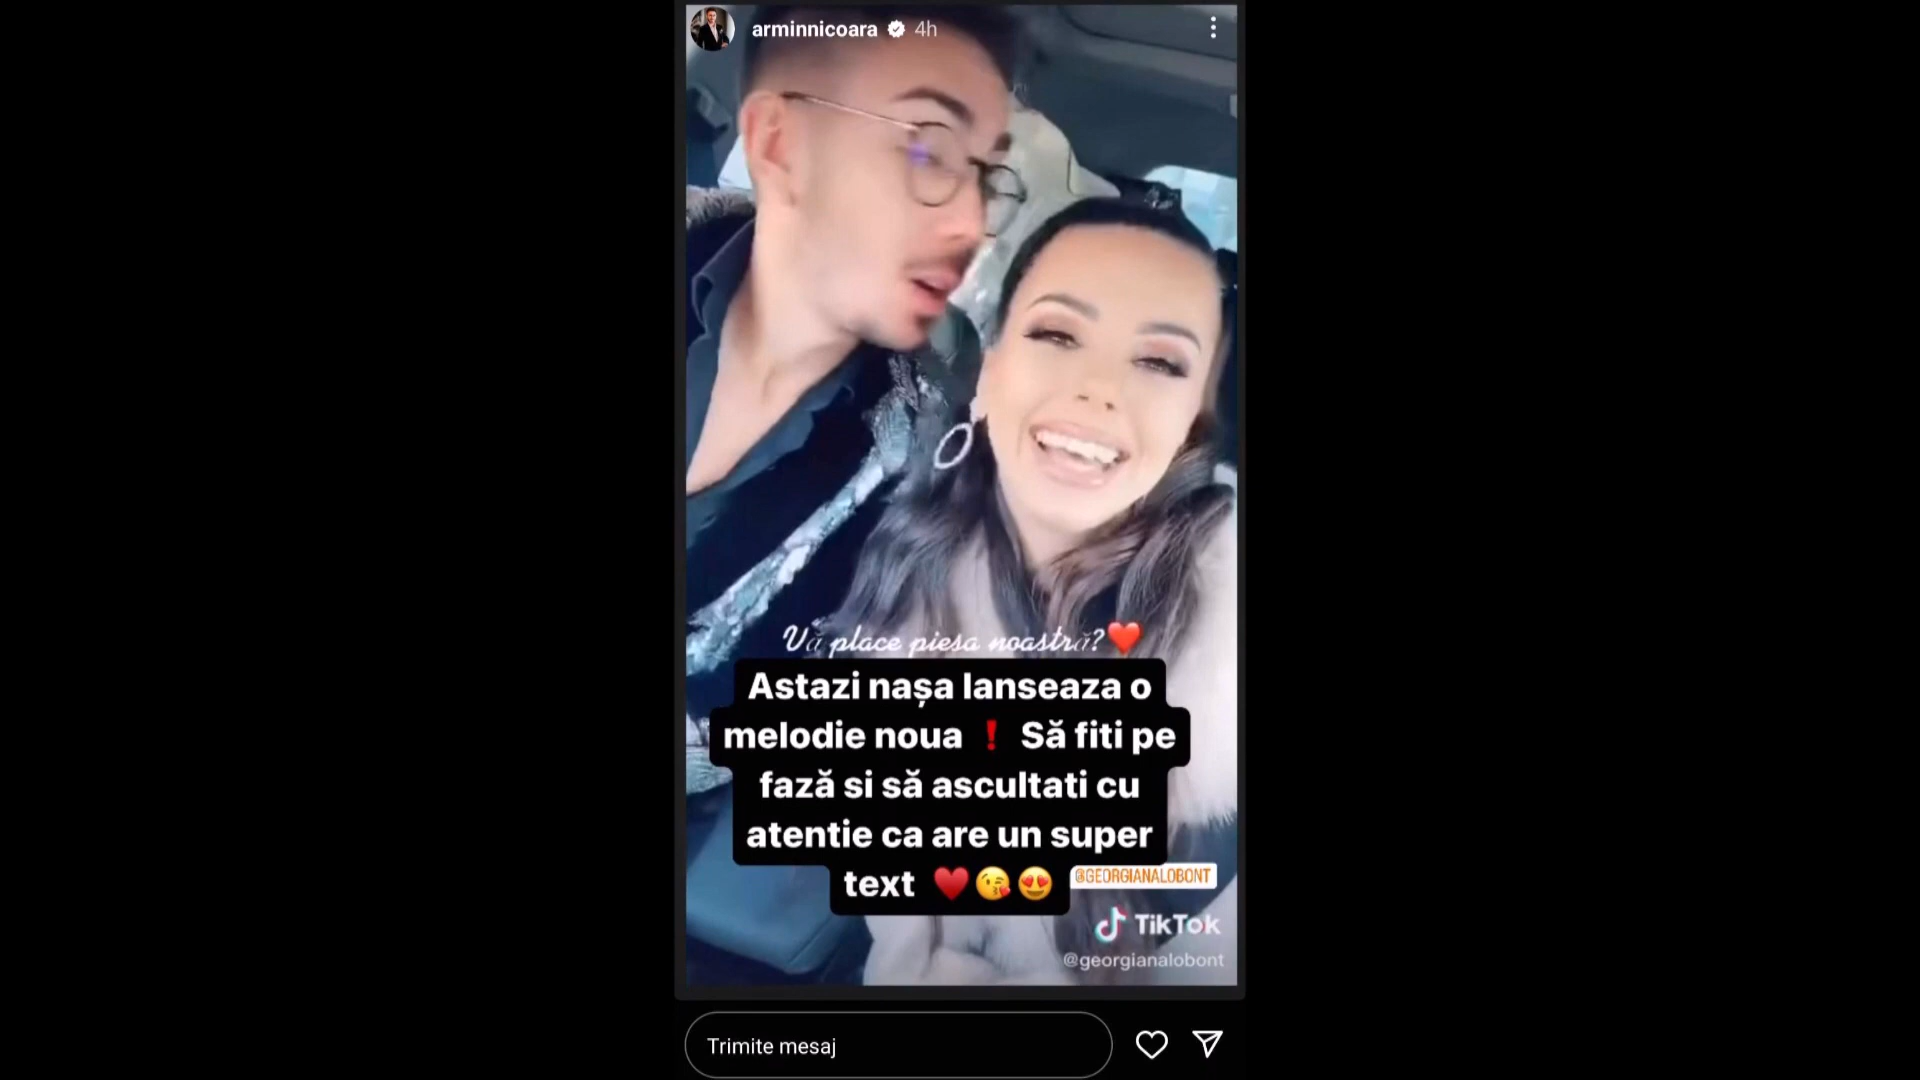 arminnicoara 4h
Vă place piesa noastră?❤️
Astazi nașa lanseaza o
melodie noua ❗ Să fiti pe
fază si să ascultati cu
atentie ca are un super
text ♥️😘😍
@GEORGIANALOBONT
TikTok
@georgianalobont
Trimite mesaj